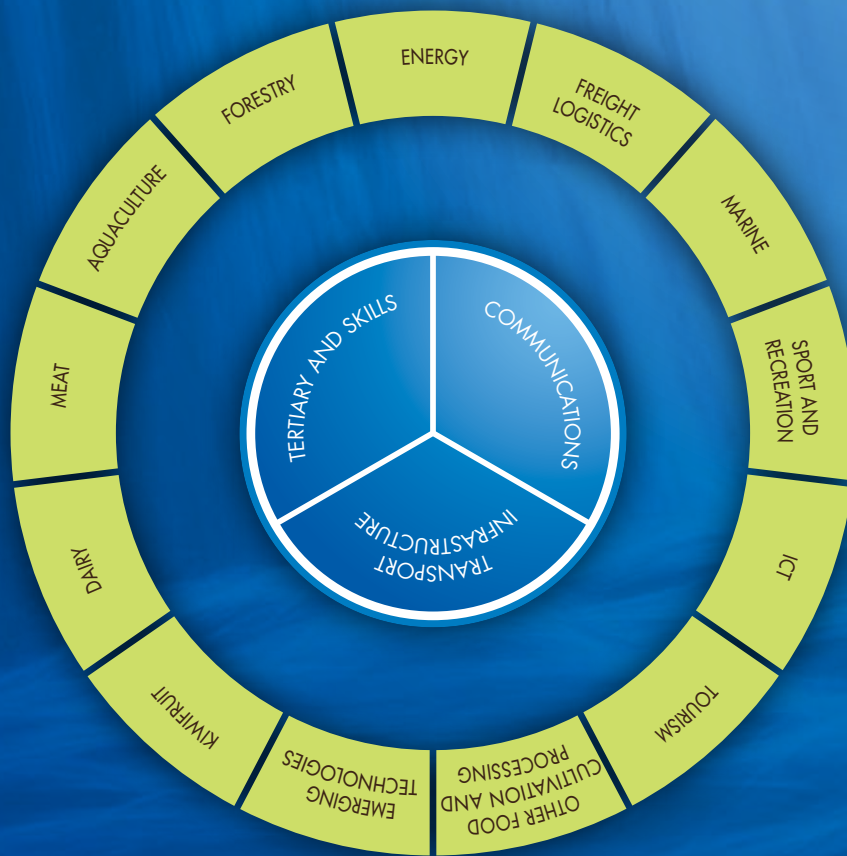 ENERGY
FREIGHT
LOGISTICS
MARINE
SPORT AND
RECREATION
ICT
TOURISM
OTHER FOOD
CULTIVATION AND
PROCESSING
EMERGING
TECHNOLOGIES
KIWIFRUIT
DAIRY
MEAT
AQUACULTURE
FORESTRY
TERTIARY AND SKILLS
COMMUNICATIONS
TRANSPORT
INFRASTRUCTURE